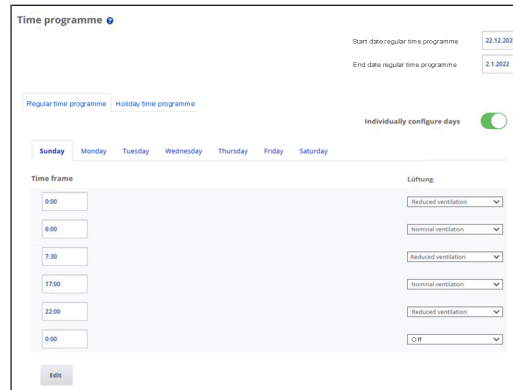 Time programme ?
Start date regular time programme 22.12.202
End date regular time programme 2.1.2022
Regular time programme Holiday time programme
Individually configure days
Sunday Monday Tuesday Wednesday Thursday Friday Saturday
Time frame Lüftung
0:00 Reduced ventilation
6:00 Nominal ventilation
7:30 Reduced ventilation
17:00 Nominal ventilation
22:00 Reduced ventilation
0:00 Off
Edit